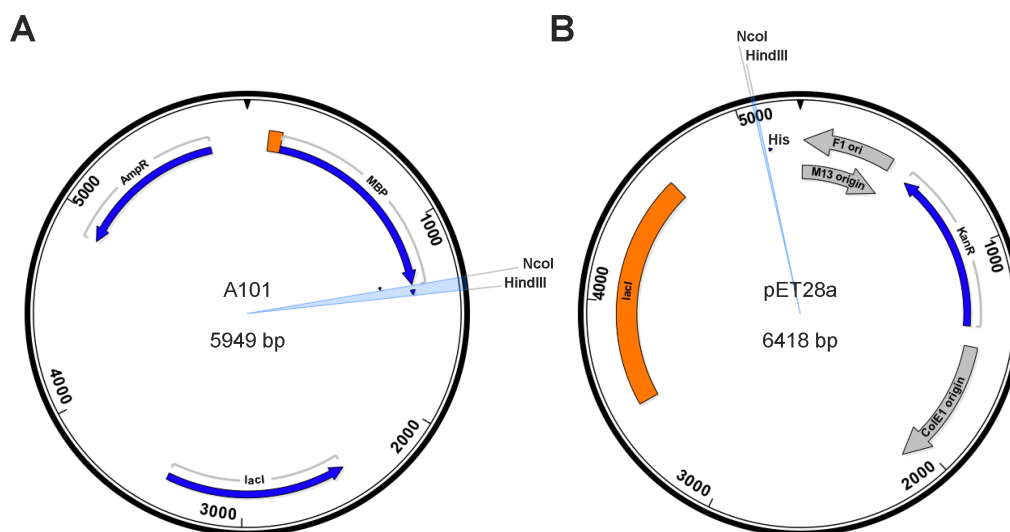 A
AmpR
MBP
5000
1000
NcoI
HindIII
A101
5949 bp
4000
2000
lacI
3000
B
NcoI
HindIII
5000
His
F1 ori
M13 origin
KanR
1000
4000
lacI
pET28a
6418 bp
ColE1 origin
3000
2000